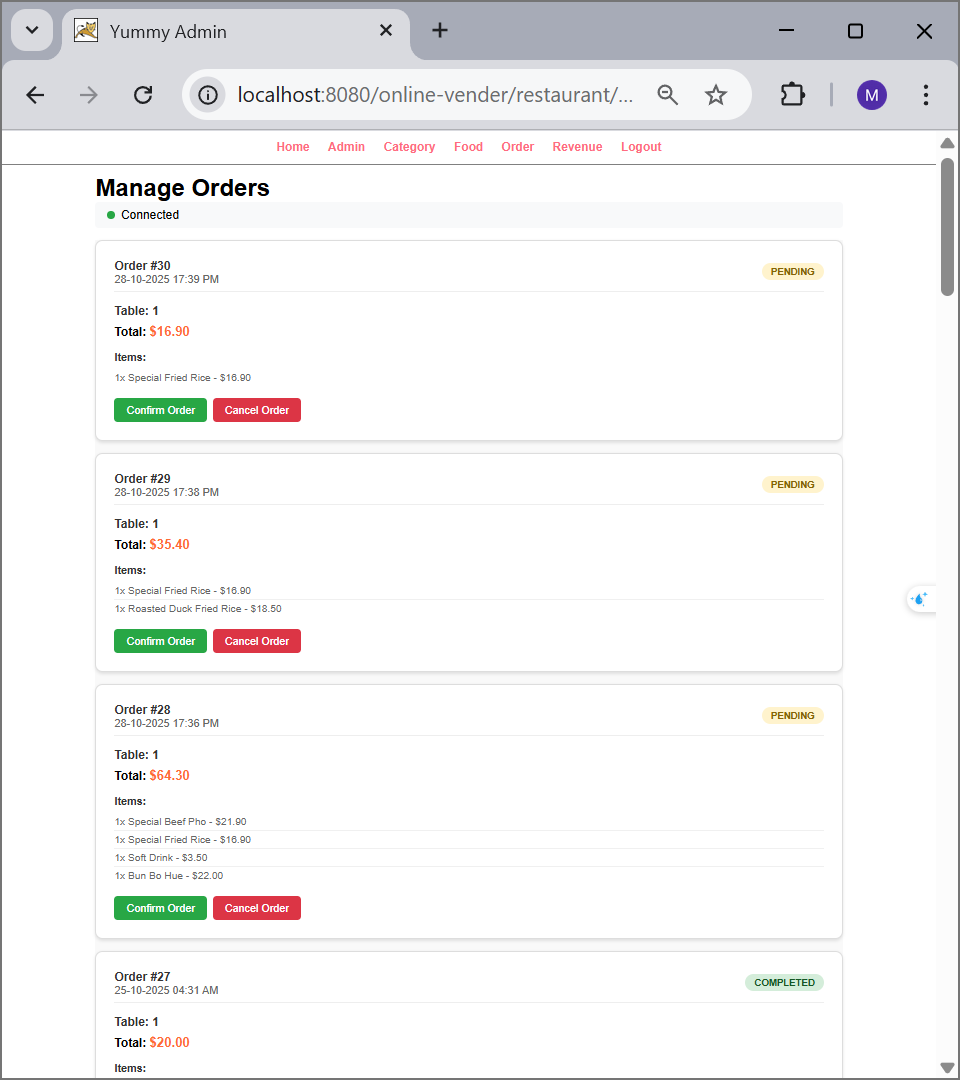 Yummy Admin
localhost:8080/online-vender/restaurant/...
M
Home Admin Category Food Order Revenue Logout
Manage Orders
Connected
Order #30
28-10-2025 17:39 PM
PENDING
Table: 1
Total: $16.90
Items:
1x Special Fried Rice - $16.90
Confirm Order Cancel Order
Order #29
28-10-2025 17:38 PM
PENDING
Table: 1
Total: $35.40
Items:
1x Special Fried Rice - $16.90
1x Roasted Duck Fried Rice - $18.50
Confirm Order Cancel Order
Order #28
28-10-2025 17:36 PM
PENDING
Table: 1
Total: $64.30
Items:
1x Special Beef Pho - $21.90
1x Special Fried Rice - $16.90
1x Soft Drink - $3.50
1x Bun Bo Hue - $22.00
Confirm Order Cancel Order
Order #27
25-10-2025 04:31 AM
COMPLETED
Table: 1
Total: $20.00
Items: